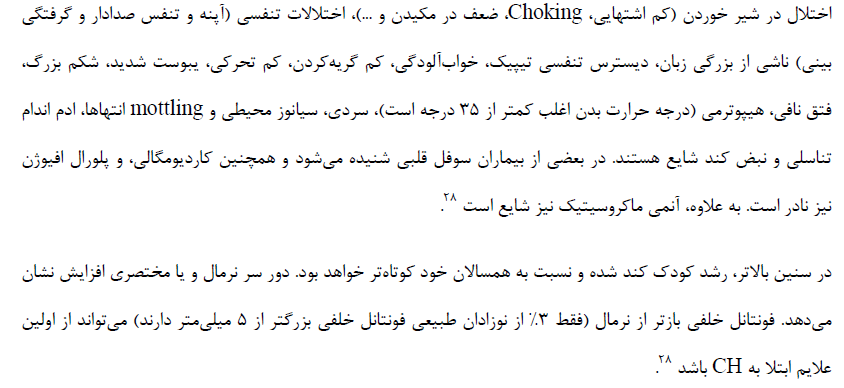 اختلال در شیر خوردن (کم اشتهایی، Choking، ضعف در مکیدن و ...)، اختلالات تنفسی (آپنه و تنفس صدادار و گرفتگی
بینی) ناشی از بزرگی زبان، دیسترس تنفسی تیپیک، خواب‌آلودگی، کم گریه‌کردن، کم تحرکی، یبوست شدید، شکم بزرگ،
فتق نافی، هیپوترمی (درجه حرارت بدن اغلب کمتر از ۳۵ درجه است)، سردی، سیانوز محیطی و mottling انتهاها، ادم اندام
تناسلی و نبض کند شایع هستند. در بعضی از بیماران سوفل قلبی شنیده می‌شود و همچنین کاردیومگالی، و پلورال افیوژن
نیز نادر است. به علاوه، آنمی ماکروسیتیک نیز شایع است ۲۸.
در سنین بالاتر، رشد کودک کند شده و نسبت به همسالان خود کوتاه‌تر خواهد بود. دور سر نرمال و یا مختصری افزایش نشان
می‌دهد. فونتانل خلفی بازتر از نرمال (فقط ۳٪ از نوزادان طبیعی فونتانل خلفی بزرگتر از ۵ میلی‌متر دارند) می‌تواند از اولین
علایم ابتلا به CH باشد ۲۸.